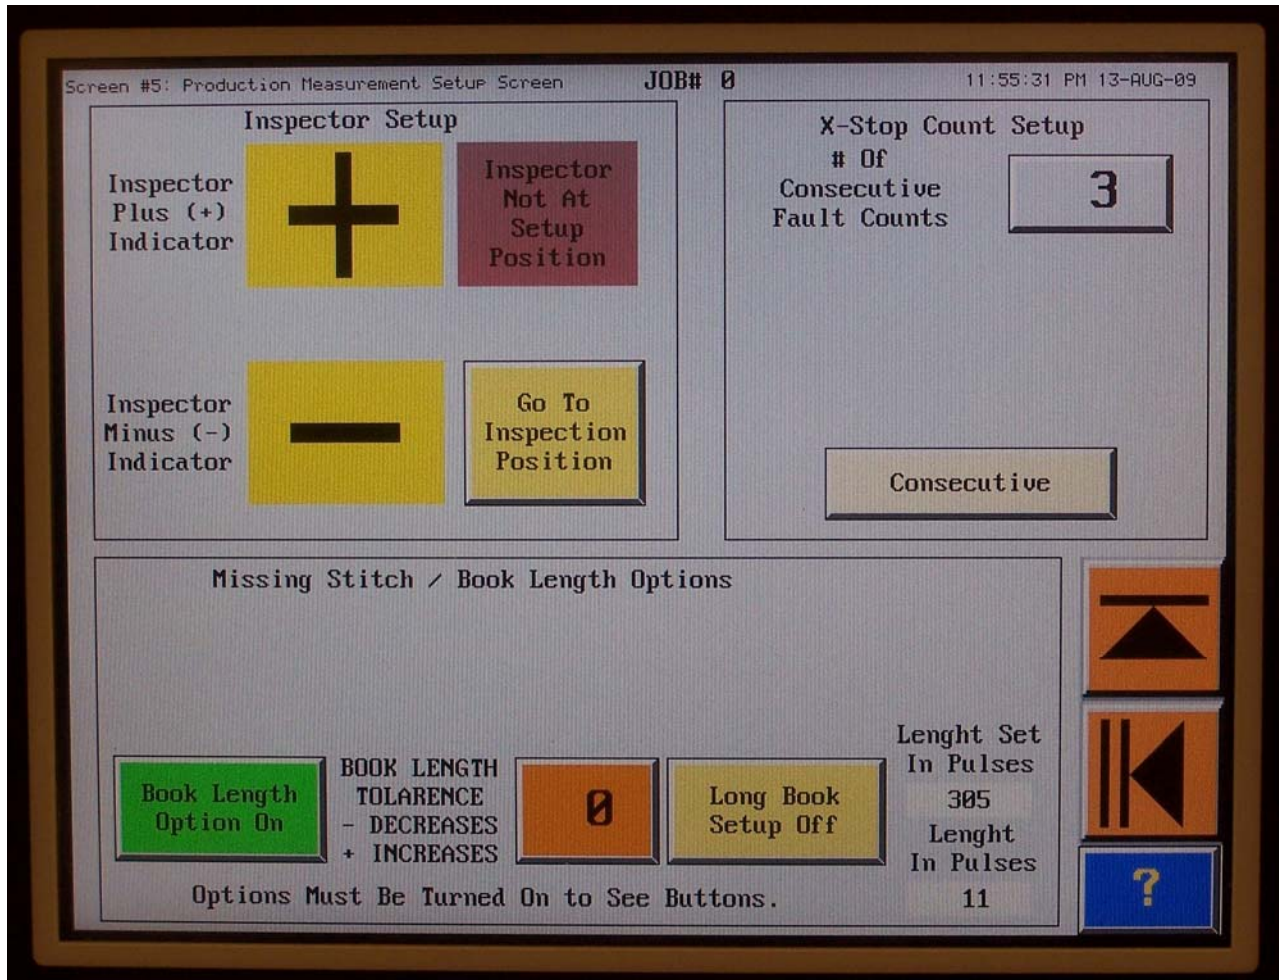 Screen #5: Production Measurement Setup Screen
JOB# 0
11:55:31 PM 13-AUG-09
Inspector Setup
Inspector
Plus (+)
Indicator
+
Inspector
Not At
Setup
Position
Inspector
Minus (-)
Indicator
-
Go To
Inspection
Position
X-Stop Count Setup
# Of
Consecutive
Fault Counts
3
Consecutive
Missing Stitch / Book Length Options
Book Length
Option On
BOOK LENGTH
TOLARENCE
- DECREASES
+ INCREASES
0
Long Book
Setup Off
Lenght Set
In Pulses
305
Lenght
In Pulses
11
Options Must Be Turned On to See Buttons.
?